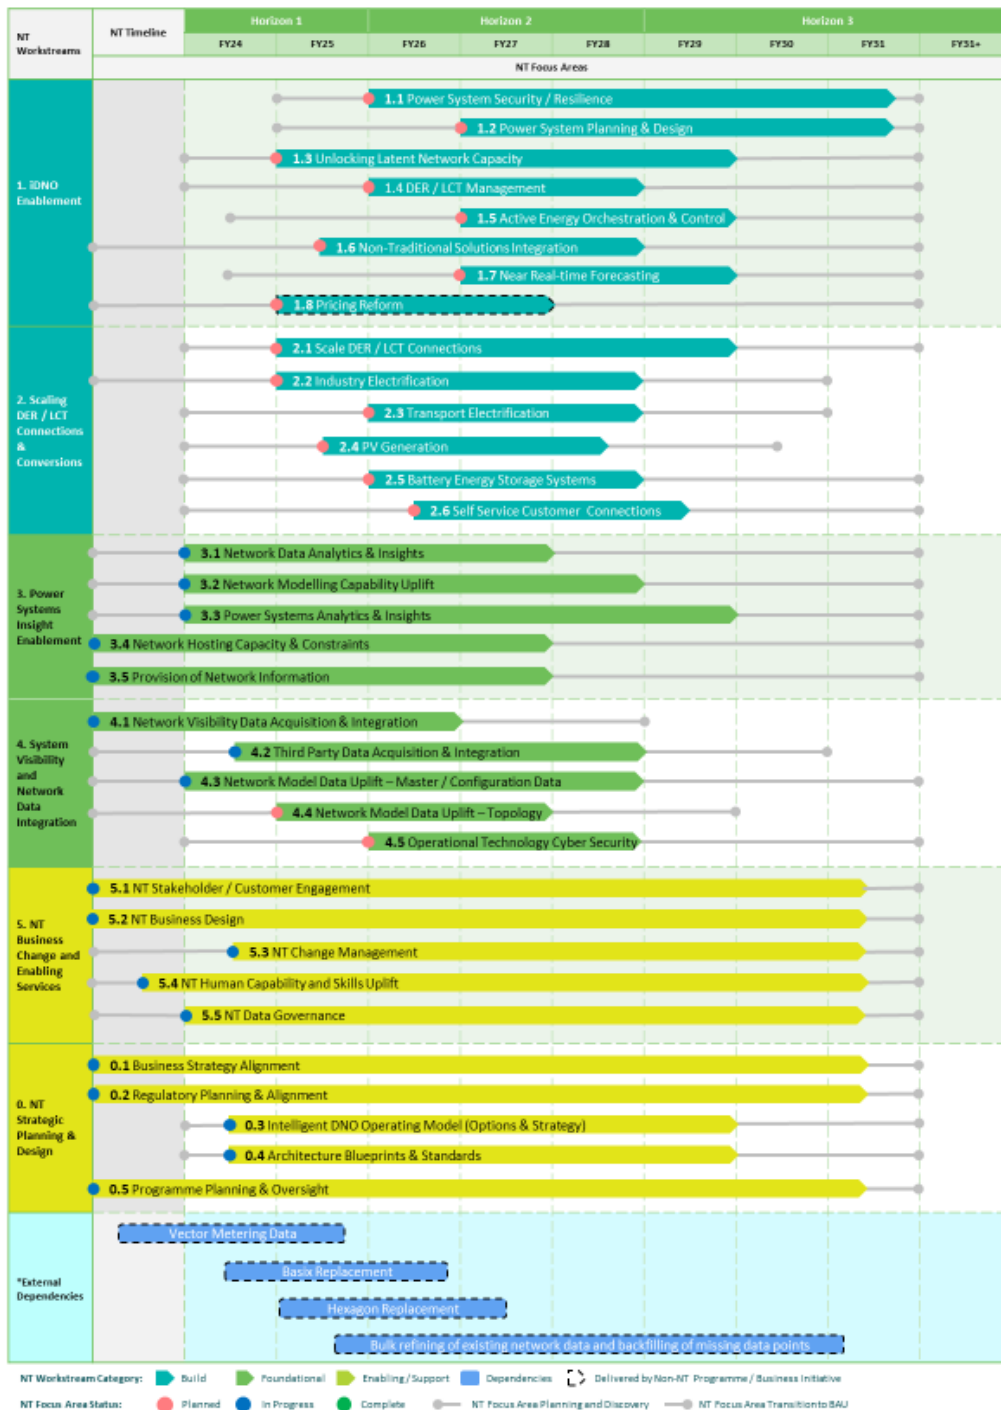 NT Workstreams
NT Timeline
Horizon 1
Horizon 2
Horizon 3
FY24
FY25
FY26
FY27
FY28
FY29
FY30
FY31
FY31+
NT Focus Areas
1. iDNO
Enablement
1.1 Power System Security / Resilience
1.2 Power System Planning & Design
1.3 Unlocking Latent Network Capacity
1.4 DER / LCT Management
1.5 Active Energy Orchestration & Control
1.6 Non-Traditional Solutions Integration
1.7 Near Real-time Forecasting
1.8 Pricing Reform
2. Scaling
DER / LCT
Connections
&
Conversions
2.1 Scale DER / LCT Connections
2.2 Industry Electrification
2.3 Transport Electrification
2.4 PV Generation
2.5 Battery Energy Storage Systems
2.6 Self Service Customer Connections
3. Power
Systems
Insight
Enablement
3.1 Network Data Analytics & Insights
3.2 Network Modelling Capability Uplift
3.3 Power Systems Analytics & Insights
3.4 Network Hosting Capacity & Constraints
3.5 Provision of Network Information
4. System
Visibility
and
Network
Data
Integration
4.1 Network Visibility Data Acquisition & Integration
4.2 Third Party Data Acquisition & Integration
4.3 Network Model Data Uplift – Master / Configuration Data
4.4 Network Model Data Uplift – Topology
4.5 Operational Technology Cyber Security
5. NT
Business
Change and
Enabling
Services
5.1 NT Stakeholder / Customer Engagement
5.2 NT Business Design
5.3 NT Change Management
5.4 NT Human Capability and Skills Uplift
5.5 NT Data Governance
0. NT
Strategic
Planning &
Design
0.1 Business Strategy Alignment
0.2 Regulatory Planning & Alignment
0.3 Intelligent DNO Operating Model (Options & Strategy)
0.4 Architecture Blueprints & Standards
0.5 Programme Planning & Oversight
*External
Dependencies
Vector Metering Data
Basix Replacement
Hexagon Replacement
Bulk refining of existing network data and backfilling of missing data points
NT Workstream Category: Build Foundational Enabling / Support Dependencies Delivered by Non-NT Programme / Business Initiative
NT Focus Area Status: Planned In Progress Complete NT Focus Area Planning and Discovery NT Focus Area Transition to BAU